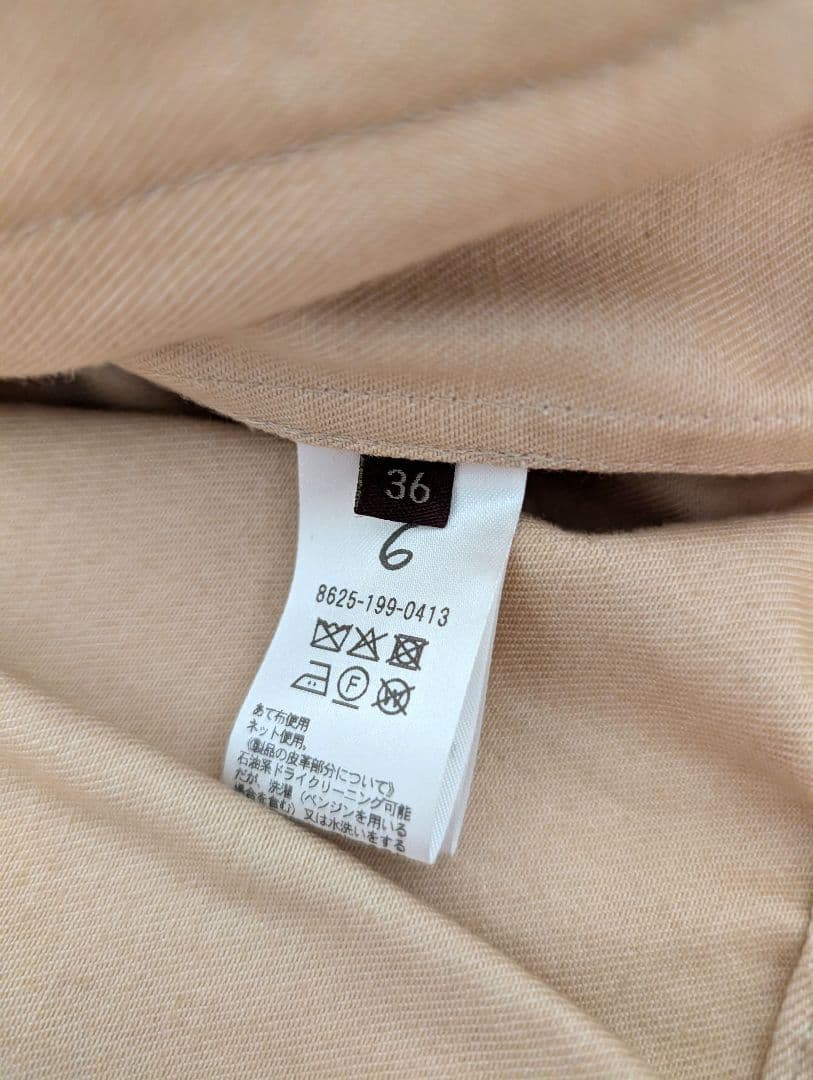 36
6
8625-199-0413
F
W
あて布使用
ネット使用。
《製品の皮革部分について》
石油系ドライクリーニング可能
だが、洗濯（ベンジンを用いる
場合を含む）又は水洗いをする